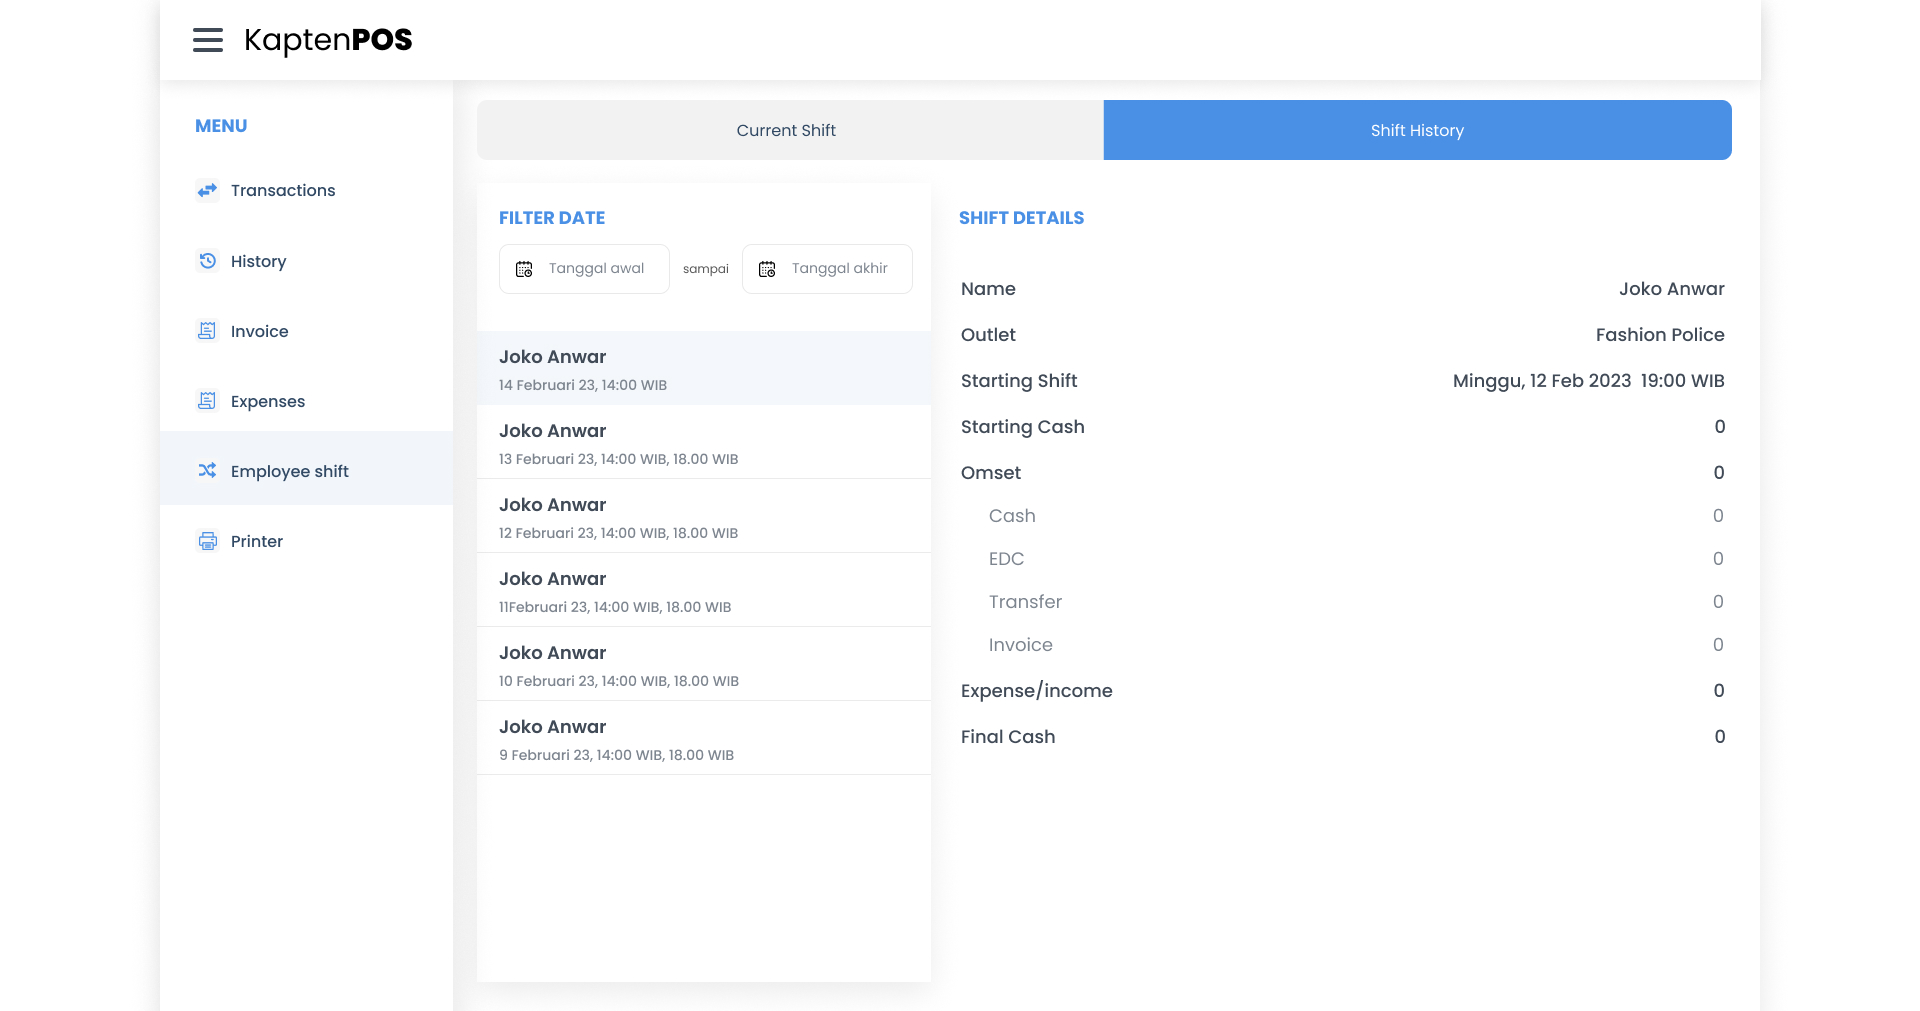 KaptenPOS
MENU
Transactions
History
Invoice
Expenses
Employee shift
Printer
Current Shift
Shift History
FILTER DATE
Tanggal awal sampai Tanggal akhir
Joko Anwar
14 Februari 23, 14:00 WIB
Joko Anwar
13 Februari 23, 14:00 WIB, 18.00 WIB
Joko Anwar
12 Februari 23, 14:00 WIB, 18.00 WIB
Joko Anwar
11Februari 23, 14:00 WIB, 18.00 WIB
Joko Anwar
10 Februari 23, 14:00 WIB, 18.00 WIB
Joko Anwar
9 Februari 23, 14:00 WIB, 18.00 WIB
SHIFT DETAILS
Name Joko Anwar
Outlet Fashion Police
Starting Shift Minggu, 12 Feb 2023 19:00 WIB
Starting Cash 0
Omset 0
Cash 0
EDC 0
Transfer 0
Invoice 0
Expense/income 0
Final Cash 0